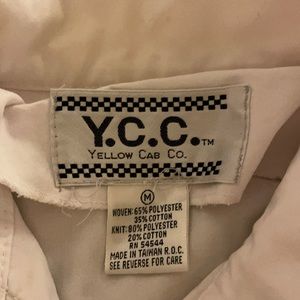 Y.C.C.™
YELLOW CAB CO.
M
WOVEN: 65% POLYESTER
35% COTTON
KNIT: 80% POLYESTER
20% COTTON
RN 54544
MADE IN TAIWAN R.O.C.
SEE REVERSE FOR CARE